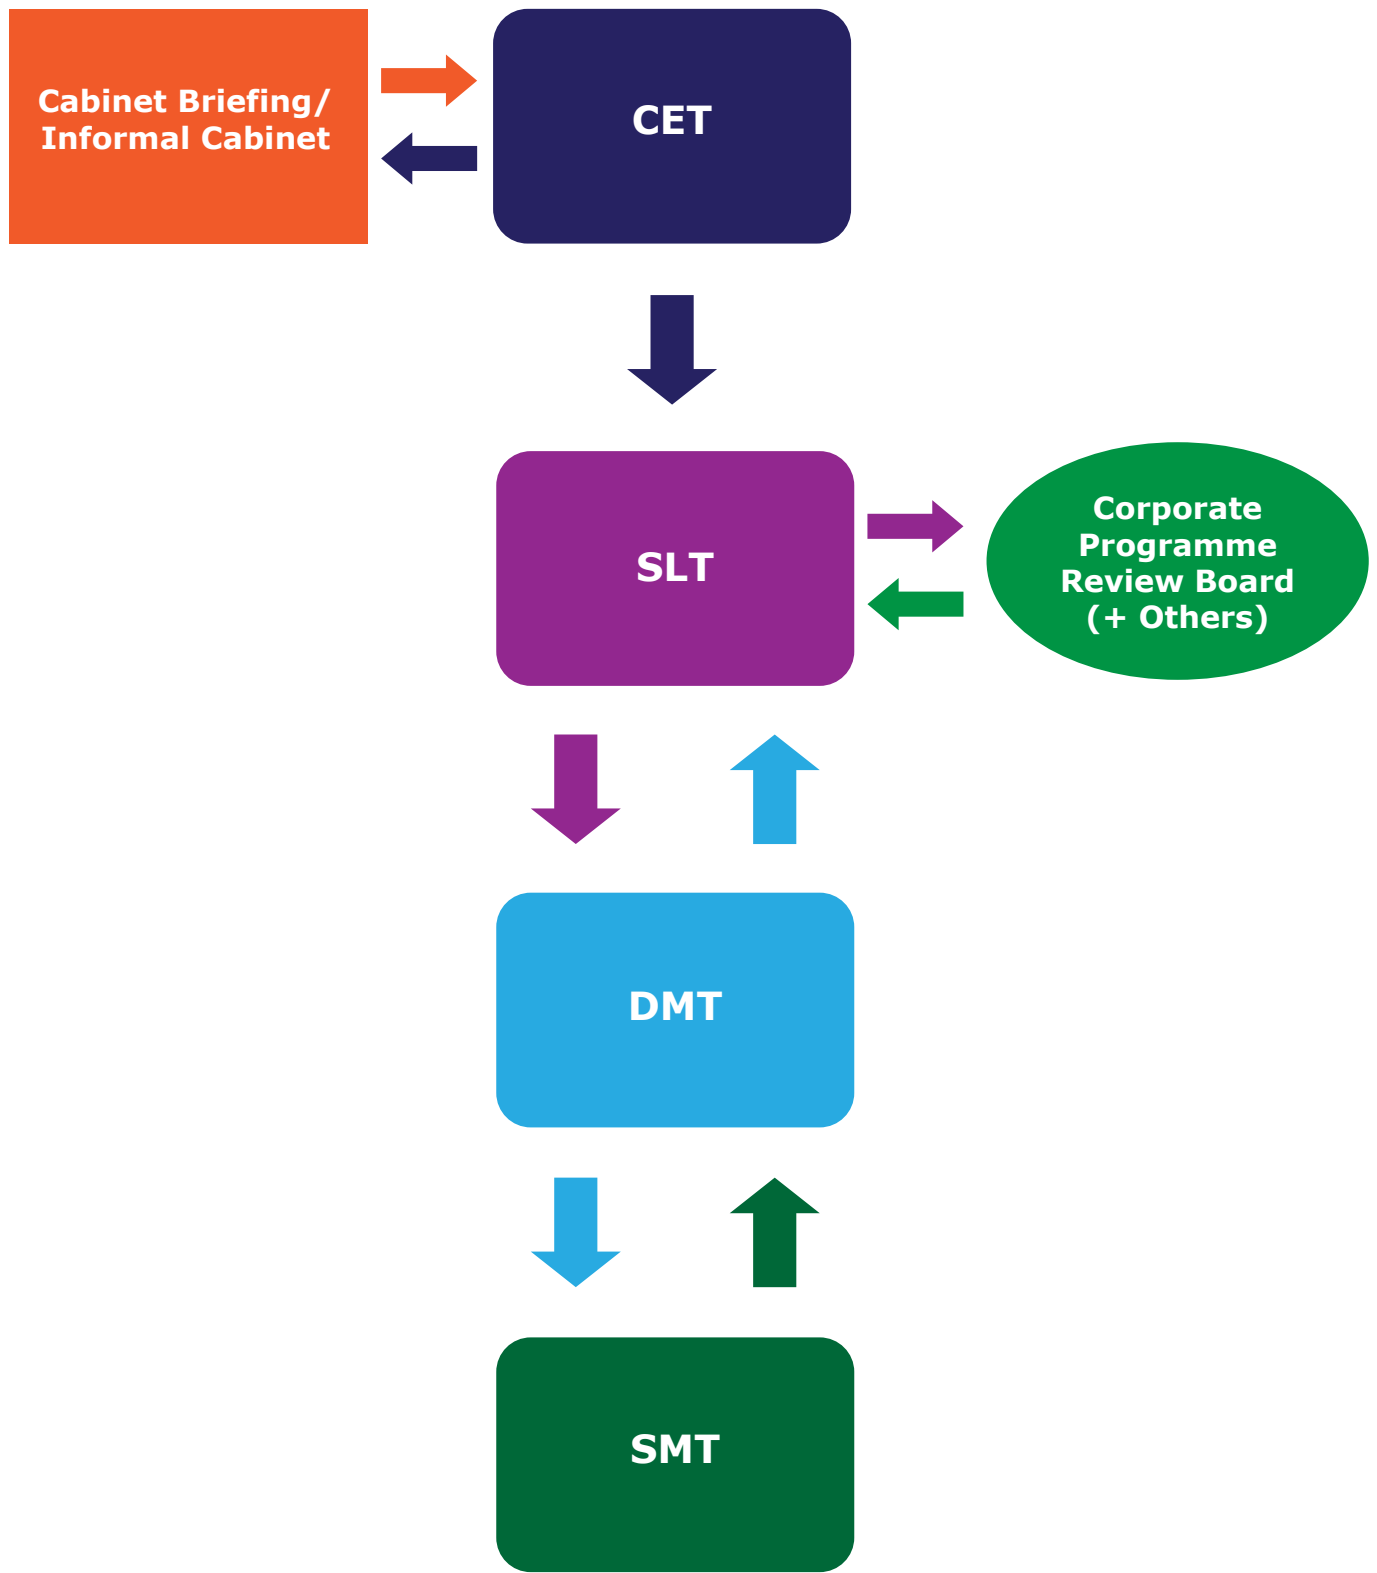 Cabinet Briefing/
Informal Cabinet
CET
SLT
Corporate
Programme
Review Board
(+ Others)
DMT
SMT